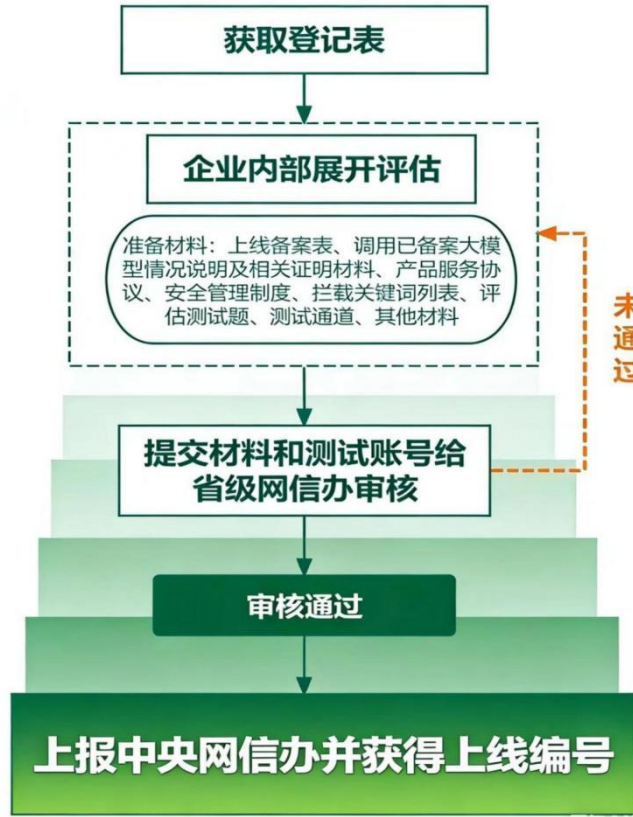 获取登记表
企业内部展开评估
准备材料：上线备案表、调用已备案大模
型情况说明及相关证明材料、产品服务协
议、安全管理制度、拦截关键词列表、评
估测试题、测试通道、其他材料
未
通
过
提交材料和测试账号给
省级网信办审核
审核通过
上报中央网信办并获得上线编号